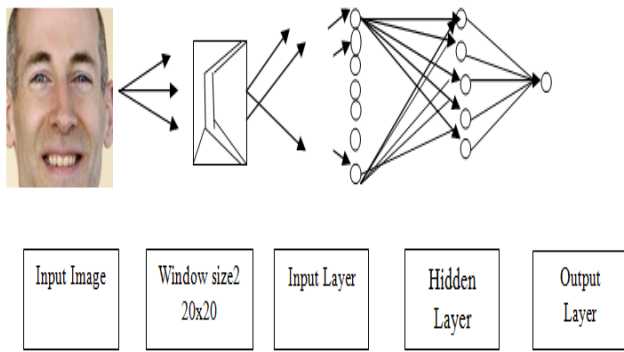 Input Image
Window size2
20x20
Input Layer
Hidden
Layer
Output
Layer